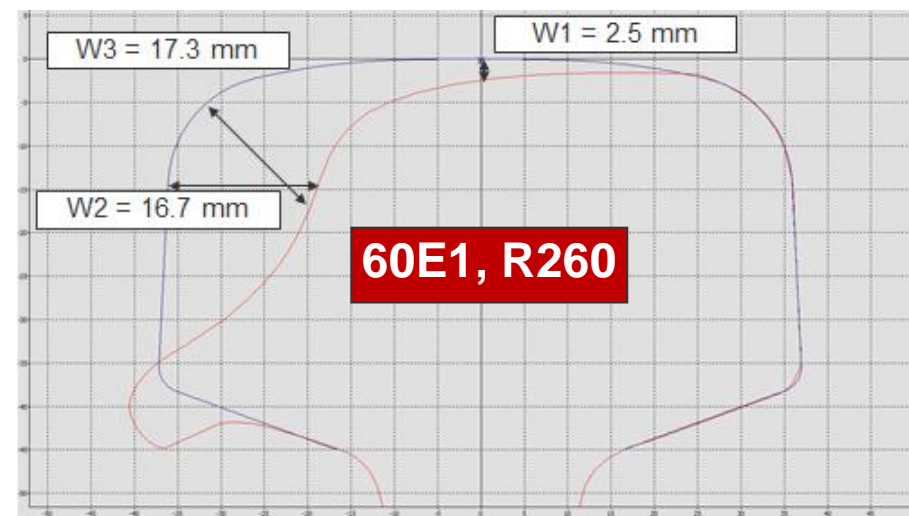 W1 = 2.5 mm
W3 = 17.3 mm
W2 = 16.7 mm
60E1, R260